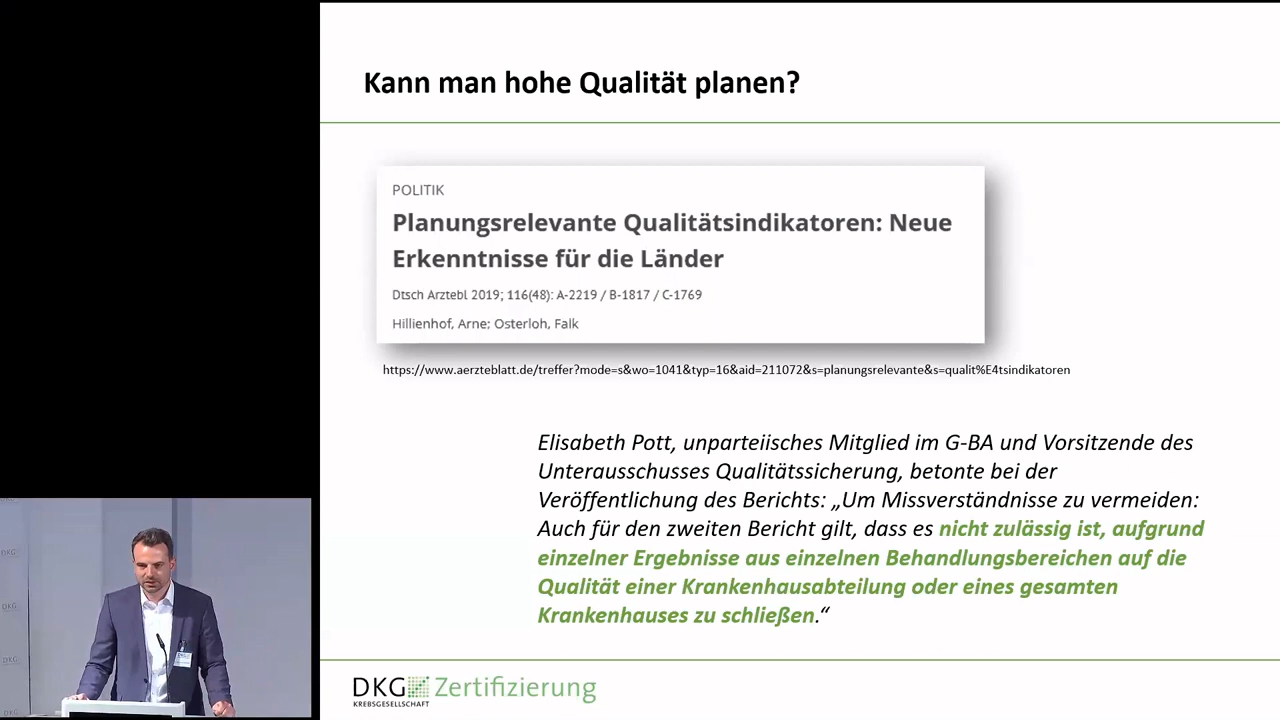 Kann man hohe Qualität planen?
POLITIK
Planungsrelevante Qualitätsindikatoren: Neue
Erkenntnisse für die Länder
Dtsch Arztebl 2019; 116(48): A-2219 / B-1817 / C-1769
Hillienhof, Arne; Osterloh, Falk
https://www.aerzteblatt.de/treffer?mode=s&wo=1041&typ=16&aid=211072&s=planungsrelevante&s=qualit%E4tsindikatoren
Elisabeth Pott, unparteiisches Mitglied im G-BA und Vorsitzende des
Unterausschusses Qualitätssicherung, betonte bei der
Veröffentlichung des Berichts: „Um Missverständnisse zu vermeiden:
Auch für den zweiten Bericht gilt, dass es nicht zulässig ist, aufgrund
einzelner Ergebnisse aus einzelnen Behandlungsbereichen auf die
Qualität einer Krankenhausabteilung oder eines gesamten
Krankenhauses zu schließen.“
DKG Zertifizierung
KREBSGESELLSCHAFT
DKG
DKG
DKG